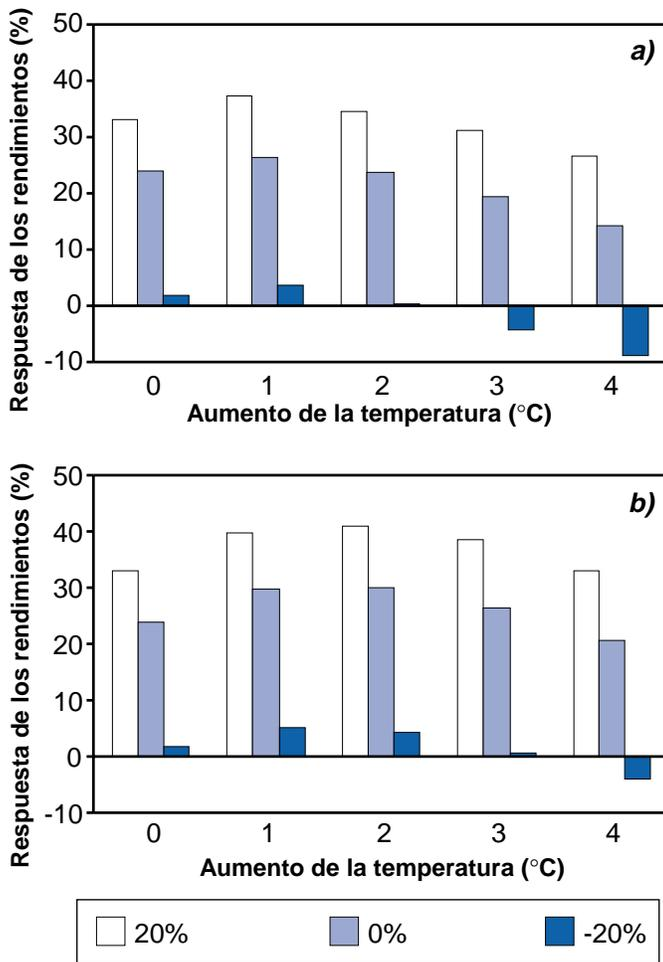 Respuesta de los rendimientos (%)
50
40
30
20
10
0
-10
a)
0 1 2 3 4
Aumento de la temperatura (°C)
Respuesta de los rendimientos (%)
50
40
30
20
10
0
-10
b)
0 1 2 3 4
Aumento de la temperatura (°C)
20% 0% -20%